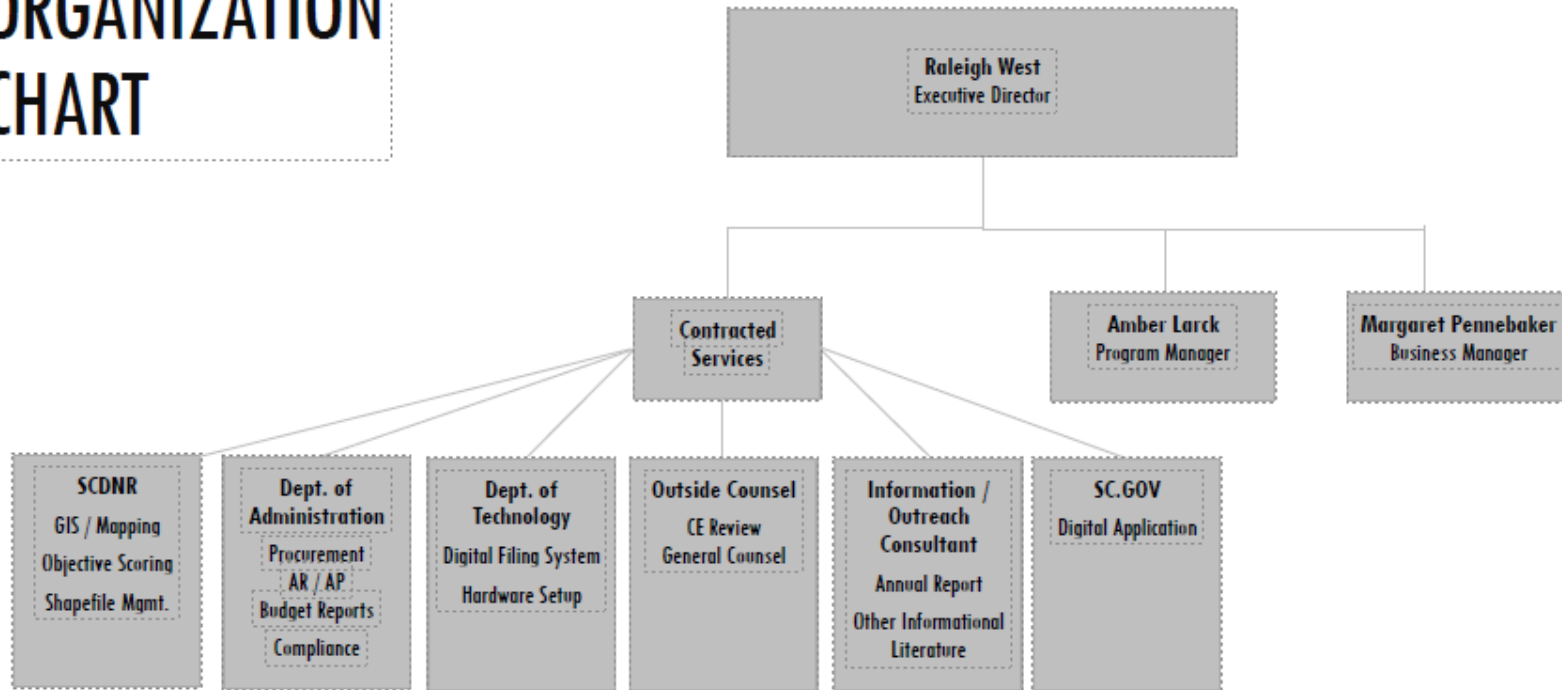 ORGANIZATION
CHART
Raleigh West
Executive Director
Contracted
Services
Amber Larck
Program Manager
Margaret Pennebaker
Business Manager
SCDNR
GIS / Mapping
Objective Scoring
Shapefile Mgmt.
Dept. of
Administration
Procurement
AR / AP
Budget Reports
Compliance
Dept. of
Technology
Digital Filing System
Hardware Setup
Outside Counsel
CE Review
General Counsel
Information /
Outreach
Consultant
Annual Report
Other Informational
Literature
SC.GOV
Digital Application